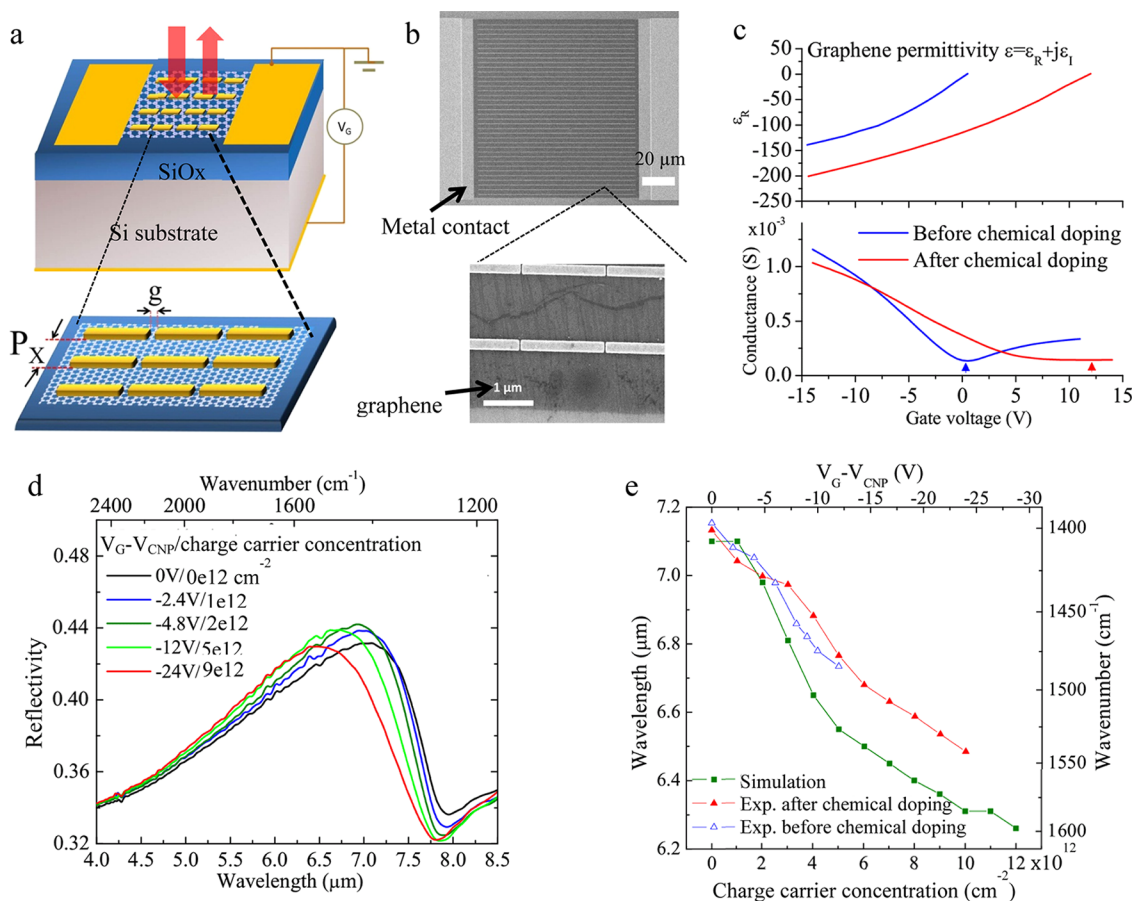 a
V_G
SiOx
Si substrate
g
P_X
b
20 µm
Metal contact
1 µm
graphene
c
Graphene permittivity ε=ε_R+jε_I
0
-50
-100
-150
-200
-250
ε_R
×10^-3
Before chemical doping
After chemical doping
1.0
0.5
0.0
Conductance (S)
-15 -10 -5 0 5 10 15
Gate voltage (V)
d
Wavenumber (cm^-1)
2400 2000 1600 1200
V_G-V_CNP/charge carrier concentration
0V/0e12 cm^-2
-2.4V/1e12
-4.8V/2e12
-12V/5e12
-24V/9e12
0.48
0.44
0.40
0.36
0.32
Reflectivity
4.0 4.5 5.0 5.5 6.0 6.5 7.0 7.5 8.0 8.5
Wavelength (µm)
e
V_G-V_CNP (V)
0 -5 -10 -15 -20 -25 -30
7.2
7.0
6.8
6.6
6.4
6.2
Wavelength (µm)
1400
1450
1500
1550
1600
Wavenumber (cm^-1)
Simulation
Exp. after chemical doping
Exp. before chemical doping
0 2 4 6 8 10 12 x10^12
Charge carrier concentration (cm^-2)